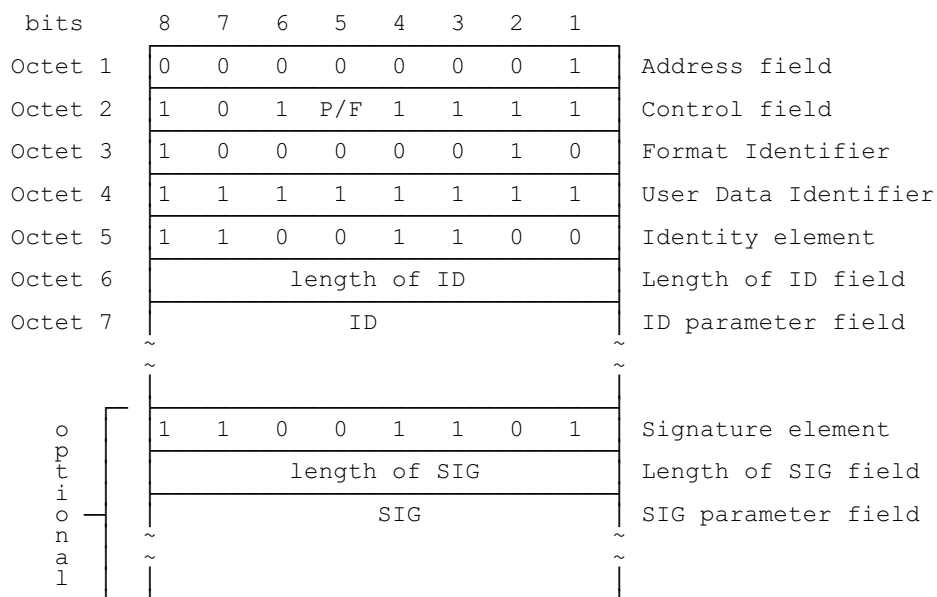 bits 8 7 6 5 4 3 2 1
Octet 1 0 0 0 0 0 0 0 1 Address field
Octet 2 1 0 1 P/F 1 1 1 1 Control field
Octet 3 1 0 0 0 0 0 1 0 Format Identifier
Octet 4 1 1 1 1 1 1 1 1 User Data Identifier
Octet 5 1 1 0 0 1 1 0 0 Identity element
Octet 6 length of ID Length of ID field
Octet 7 ID ID parameter field
~ ~
~ ~
1 1 0 0 1 1 0 1 Signature element
length of SIG Length of SIG field
SIG SIG parameter field
~ ~
~ ~
optional